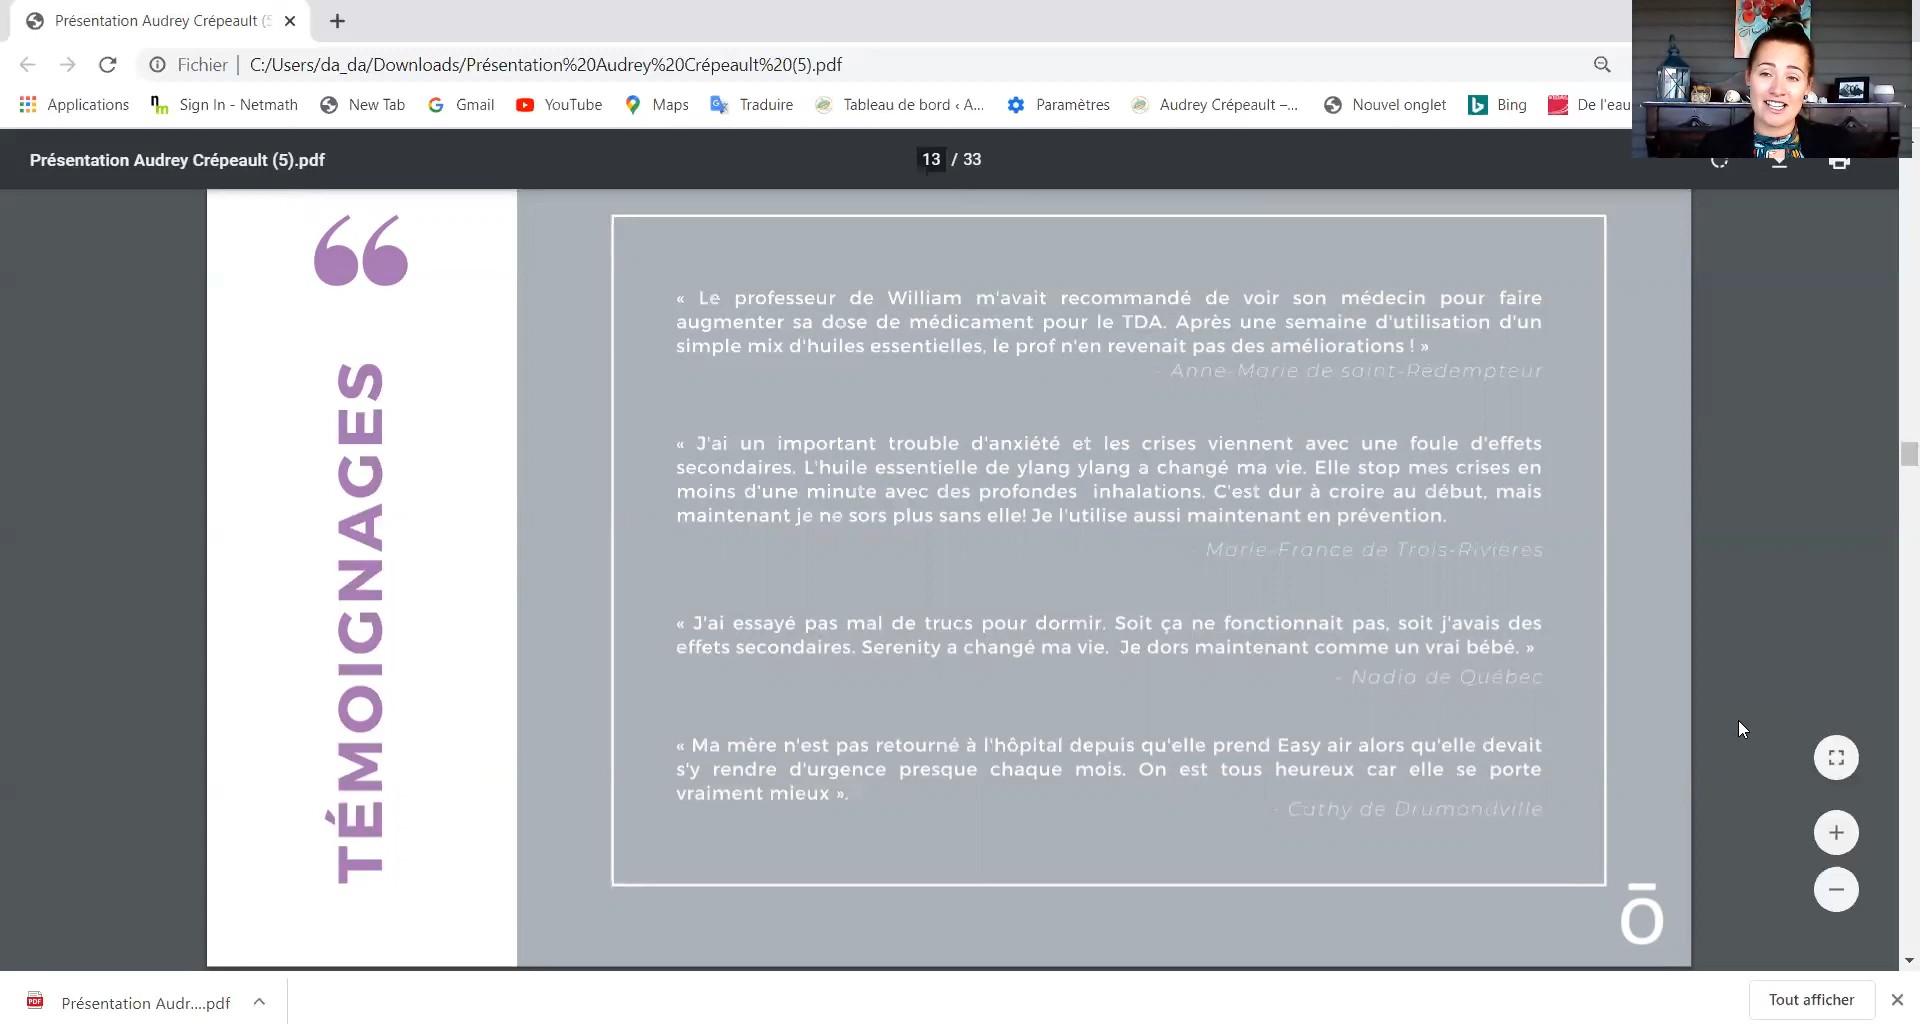 Présentation Audrey Crépeault (5
Fichier | C:/Users/da_da/Downloads/Présentation%20Audrey%20Crépeault%20(5).pdf
Applications Sign In - Netmath New Tab Gmail YouTube Maps Traduire Tableau de bord ‹ A... Paramètres Audrey Crépeault –... Nouvel onglet Bing De l'eau
Présentation Audrey Crépeault (5).pdf 13 / 33
TÉMOIGNAGES
« Le professeur de William m'avait recommandé de voir son médecin pour faire
augmenter sa dose de médicament pour le TDA. Après une semaine d'utilisation d'un
simple mix d'huiles essentielles, le prof n'en revenait pas des améliorations ! »
- Anne-Marie de saint-Rédempteur
« J'ai un important trouble d'anxiété et les crises viennent avec une foule d'effets
secondaires. L'huile essentielle de ylang ylang a changé ma vie. Elle stop mes crises en
moins d'une minute avec des profondes inhalations. C'est dur à croire au début, mais
maintenant je ne sors plus sans elle! Je l'utilise aussi maintenant en prévention.
- Marie-France de Trois-Rivières
« J'ai essayé pas mal de trucs pour dormir. Soit ça ne fonctionnait pas, soit j'avais des
effets secondaires. Serenity a changé ma vie. Je dors maintenant comme un vrai bébé. »
- Nadia de Québec
« Ma mère n'est pas retourné à l'hôpital depuis qu'elle prend Easy air alors qu'elle devait
s'y rendre d'urgence presque chaque mois. On est tous heureux car elle se porte
vraiment mieux ».
- Cathy de Drumondville
ō
Présentation Audr....pdf
Tout afficher